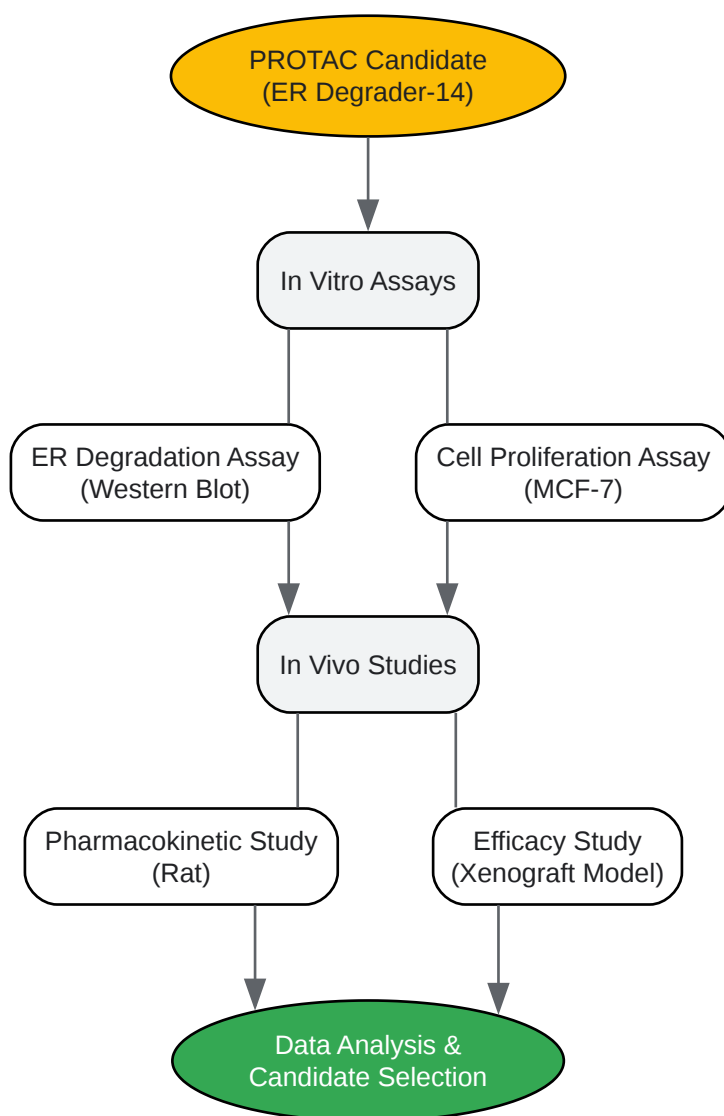 PROTAC Candidate
(ER Degrader-14)
In Vitro Assays
ER Degradation Assay
(Western Blot)
Cell Proliferation Assay
(MCF-7)
In Vivo Studies
Pharmacokinetic Study
(Rat)
Efficacy Study
(Xenograft Model)
Data Analysis &
Candidate Selection